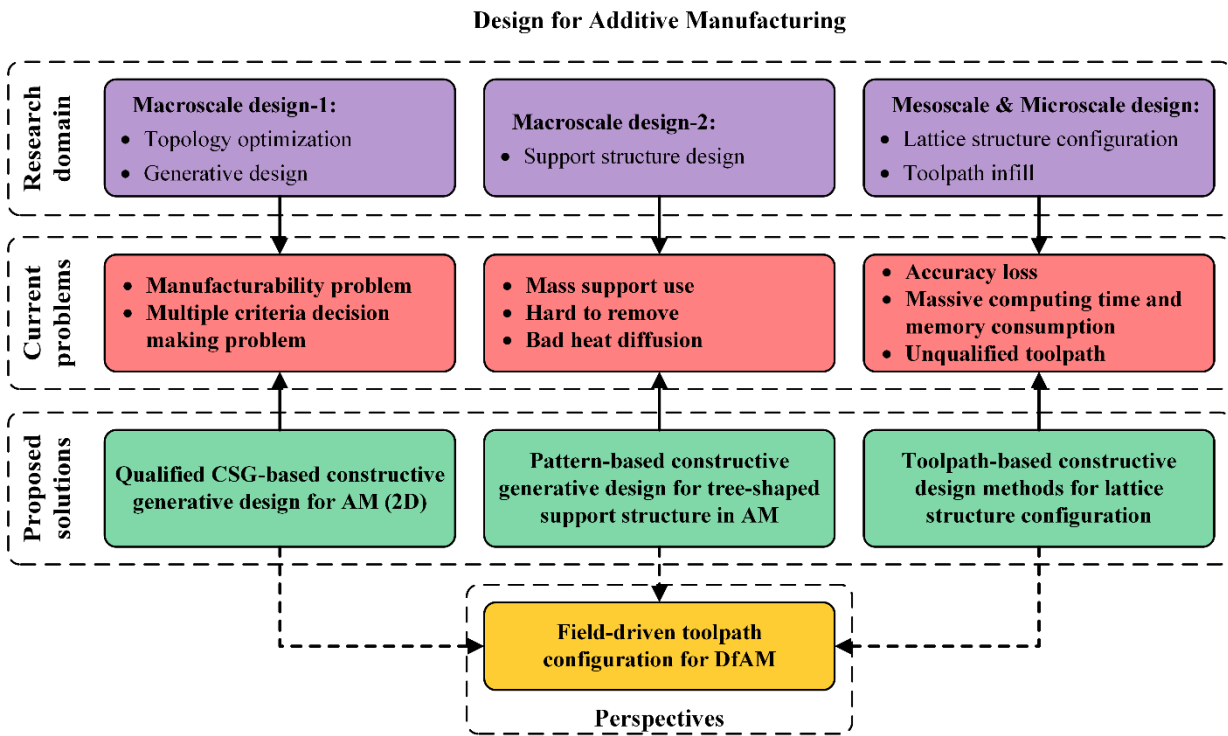 Design for Additive Manufacturing
Research
domain
Macroscale design-1:
• Topology optimization
• Generative design
Macroscale design-2:
• Support structure design
Mesoscale & Microscale design:
• Lattice structure configuration
• Toolpath infill
Current
problems
• Manufacturability problem
• Multiple criteria decision
making problem
• Mass support use
• Hard to remove
• Bad heat diffusion
• Accuracy loss
• Massive computing time and
memory consumption
• Unqualified toolpath
Proposed
solutions
Qualified CSG-based constructive
generative design for AM (2D)
Pattern-based constructive
generative design for tree-shaped
support structure in AM
Toolpath-based constructive
design methods for lattice
structure configuration
Field-driven toolpath
configuration for DfAM
Perspectives